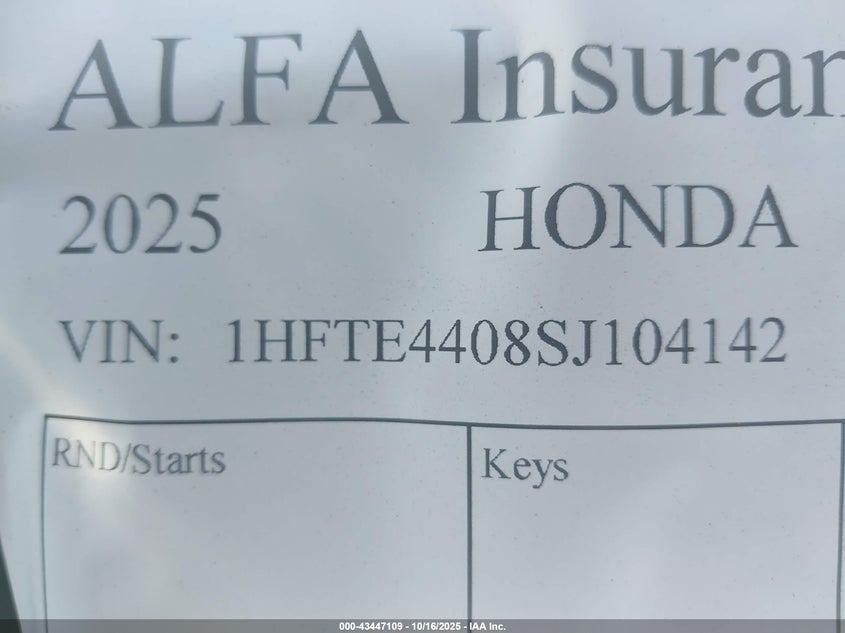 ALFA Insuran
2025 HONDA
VIN: 1HFTE4408SJ104142
RND/Starts Keys
000-43447109 - 10/16/2025 - IAA Inc.